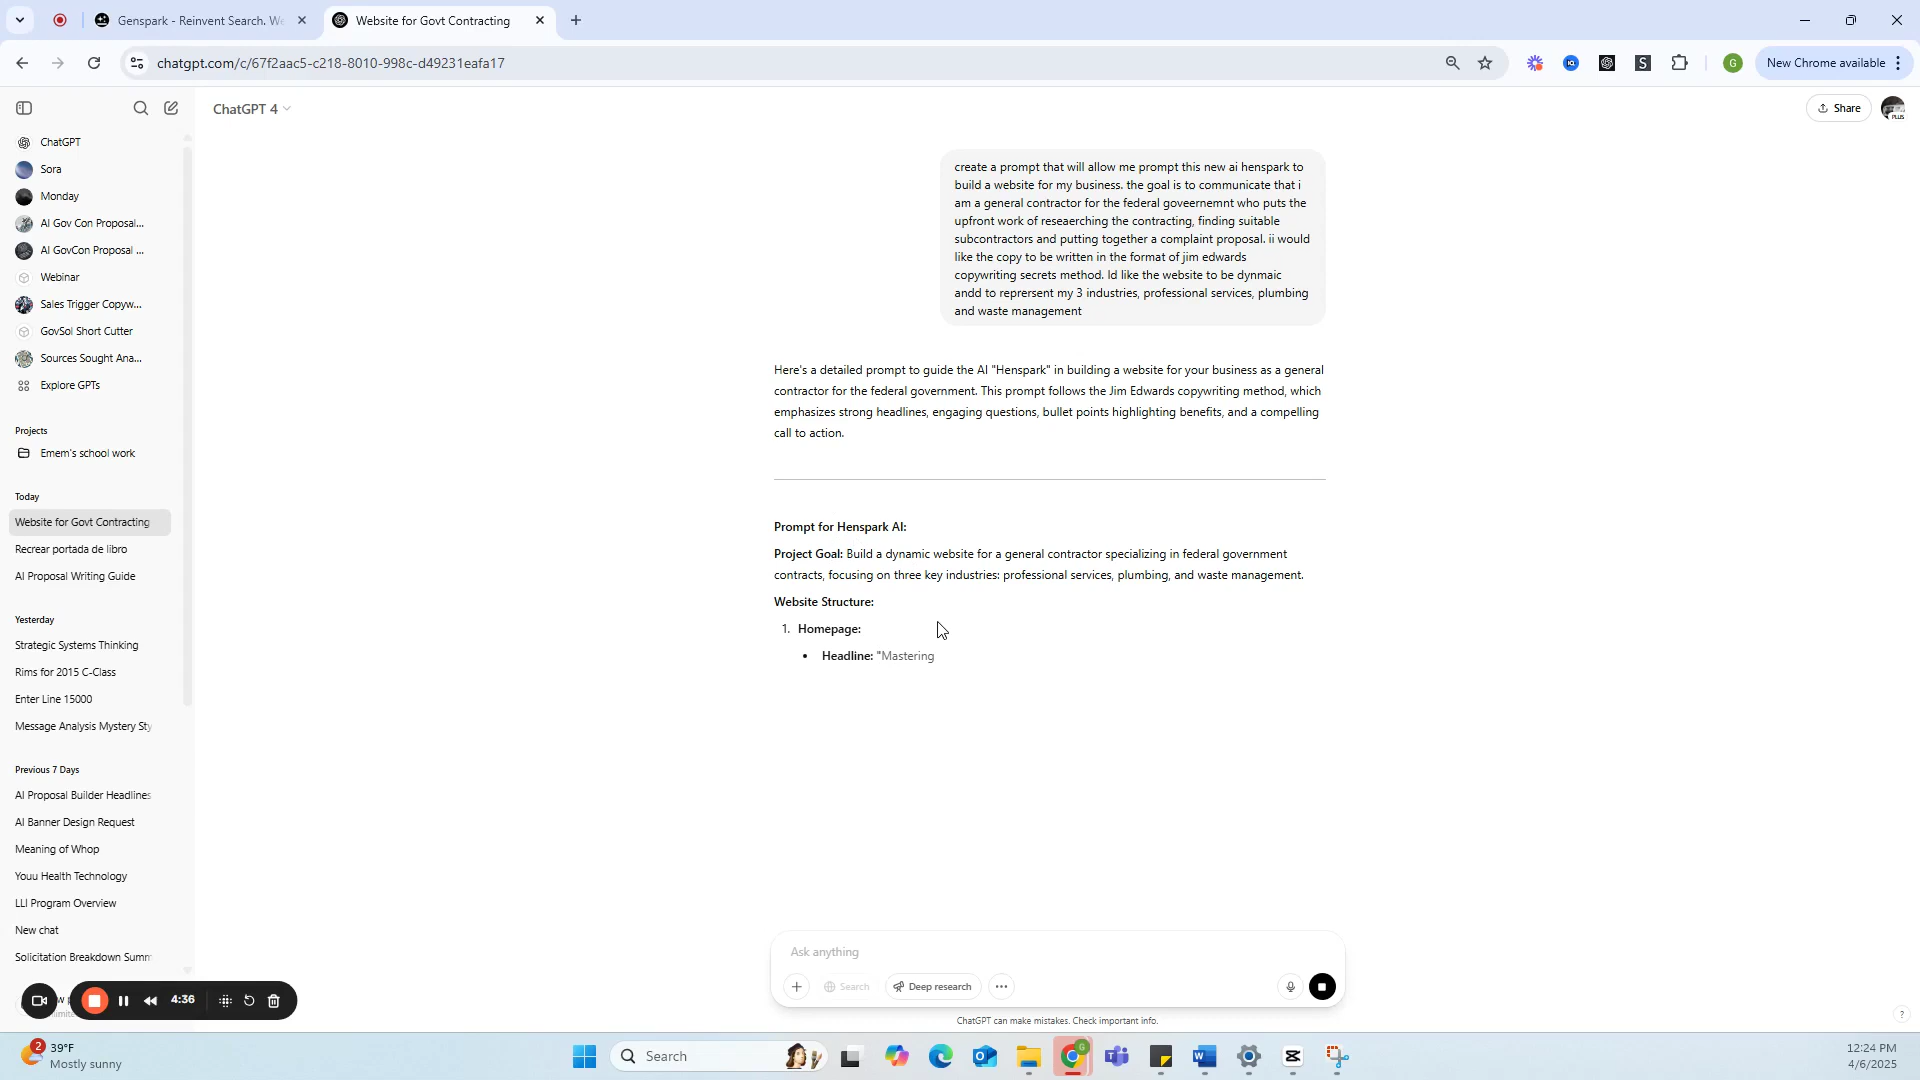 Genspark - Reinvent Search. We
Website for Govt Contracting
chatgpt.com/c/67f2aac5-c218-8010-998c-d49231eafa17
IQ
S
G
New Chrome available
ChatGPT 4
Share
PLUS
ChatGPT
Sora
Monday
AI Gov Con Proposal...
AI GovCon Proposal ...
Webinar
Sales Trigger Copyw...
GovSol Short Cutter
Sources Sought Ana...
Explore GPTs
Projects
Emem's school work
Today
Website for Govt Contracting
Recrear portada de libro
AI Proposal Writing Guide
Yesterday
Strategic Systems Thinking
Rims for 2015 C-Class
Enter Line 15000
Message Analysis Mystery Sty
Previous 7 Days
AI Proposal Builder Headlines
AI Banner Design Request
Meaning of Whop
Youu Health Technology
LLI Program Overview
New chat
Solicitation Breakdown Summ
4:36
create a prompt that will allow me prompt this new ai henspark to
build a website for my business. the goal is to communicate that i
am a general contractor for the federal goveernemnt who puts the
upfront work of reseaerching the contracting, finding suitable
subcontractors and putting together a complaint proposal. ii would
like the copy to be written in the format of jim edwards
copywriting secrets method. Id like the website to be dynmaic
andd to reprersent my 3 industries, professional services, plumbing
and waste management
Here's a detailed prompt to guide the AI "Henspark" in building a website for your business as a general
contractor for the federal government. This prompt follows the Jim Edwards copywriting method, which
emphasizes strong headlines, engaging questions, bullet points highlighting benefits, and a compelling
call to action.
Prompt for Henspark AI:
Project Goal: Build a dynamic website for a general contractor specializing in federal government
contracts, focusing on three key industries: professional services, plumbing, and waste management.
Website Structure:
1. Homepage:
• Headline: "Mastering
Ask anything
Search
Deep research
ChatGPT can make mistakes. Check important info.
?
2
39°F
Mostly sunny
Search
G
12:24 PM
4/6/2025